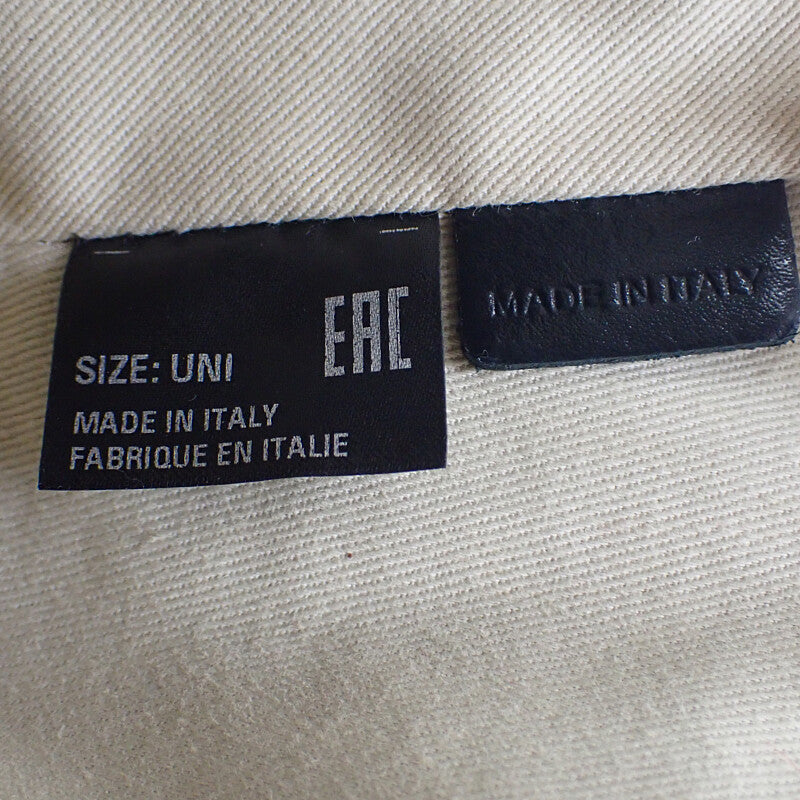 EAC
SIZE: UNI
MADE IN ITALY
FABRIQUE EN ITALIE
MADE IN ITALY